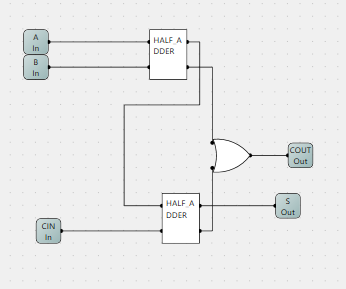 A
In
B
In
HALF_A
DDER
COUT
Out
HALF_A
DDER
S
Out
CIN
In